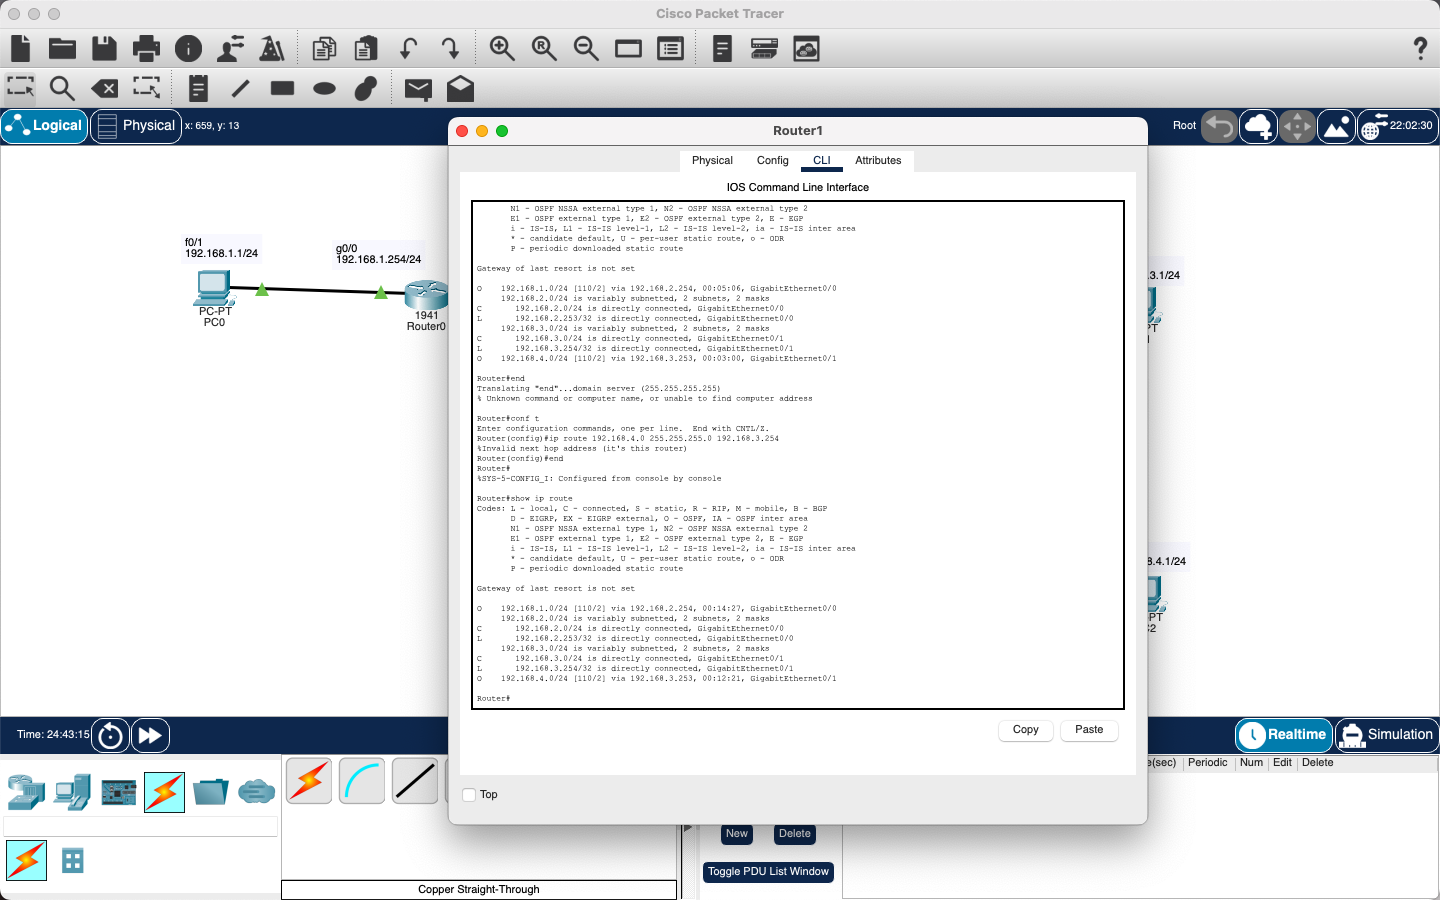 Cisco Packet Tracer
Logical
Physical
x: 659, y: 13
Root
22:02:30
f0/1
192.168.1.1/24
g0/0
192.168.1.254/24
PC-PT
PC0
1941
Router0
.3.1/24
PT
8.4.1/24
PT
C2
Router1
Physical
Config
CLI
Attributes
IOS Command Line Interface
N1 - OSPF NSSA external type 1, N2 - OSPF NSSA external type 2
E1 - OSPF external type 1, E2 - OSPF external type 2, E - EGP
i - IS-IS, L1 - IS-IS level-1, L2 - IS-IS level-2, ia - IS-IS inter area
* - candidate default, U - per-user static route, o - ODR
P - periodic downloaded static route
Gateway of last resort is not set
O    192.168.1.0/24 [110/2] via 192.168.2.254, 00:05:06, GigabitEthernet0/0
192.168.2.0/24 is variably subnetted, 2 subnets, 2 masks
C       192.168.2.0/24 is directly connected, GigabitEthernet0/0
L       192.168.2.253/32 is directly connected, GigabitEthernet0/0
192.168.3.0/24 is variably subnetted, 2 subnets, 2 masks
C       192.168.3.0/24 is directly connected, GigabitEthernet0/1
L       192.168.3.254/32 is directly connected, GigabitEthernet0/1
O    192.168.4.0/24 [110/2] via 192.168.3.253, 00:03:00, GigabitEthernet0/1
Router#end
Translating "end"...domain server (255.255.255.255)
% Unknown command or computer name, or unable to find computer address
Router#conf t
Enter configuration commands, one per line.  End with CNTL/Z.
Router(config)#ip route 192.168.4.0 255.255.255.0 192.168.3.254
%Invalid next hop address (it's this router)
Router(config)#end
Router#
%SYS-5-CONFIG_I: Configured from console by console
Router#show ip route
Codes: L - local, C - connected, S - static, R - RIP, M - mobile, B - BGP
D - EIGRP, EX - EIGRP external, O - OSPF, IA - OSPF inter area
N1 - OSPF NSSA external type 1, N2 - OSPF NSSA external type 2
E1 - OSPF external type 1, E2 - OSPF external type 2, E - EGP
i - IS-IS, L1 - IS-IS level-1, L2 - IS-IS level-2, ia - IS-IS inter area
* - candidate default, U - per-user static route, o - ODR
P - periodic downloaded static route
Gateway of last resort is not set
O    192.168.1.0/24 [110/2] via 192.168.2.254, 00:14:27, GigabitEthernet0/0
192.168.2.0/24 is variably subnetted, 2 subnets, 2 masks
C       192.168.2.0/24 is directly connected, GigabitEthernet0/0
L       192.168.2.253/32 is directly connected, GigabitEthernet0/0
192.168.3.0/24 is variably subnetted, 2 subnets, 2 masks
C       192.168.3.0/24 is directly connected, GigabitEthernet0/1
L       192.168.3.254/32 is directly connected, GigabitEthernet0/1
O    192.168.4.0/24 [110/2] via 192.168.3.253, 00:12:21, GigabitEthernet0/1
Router#
Copy
Paste
Top
Time: 24:43:15
Realtime
Simulation
e(sec)
Periodic
Num
Edit
Delete
New
Delete
Toggle PDU List Window
Copper Straight-Through